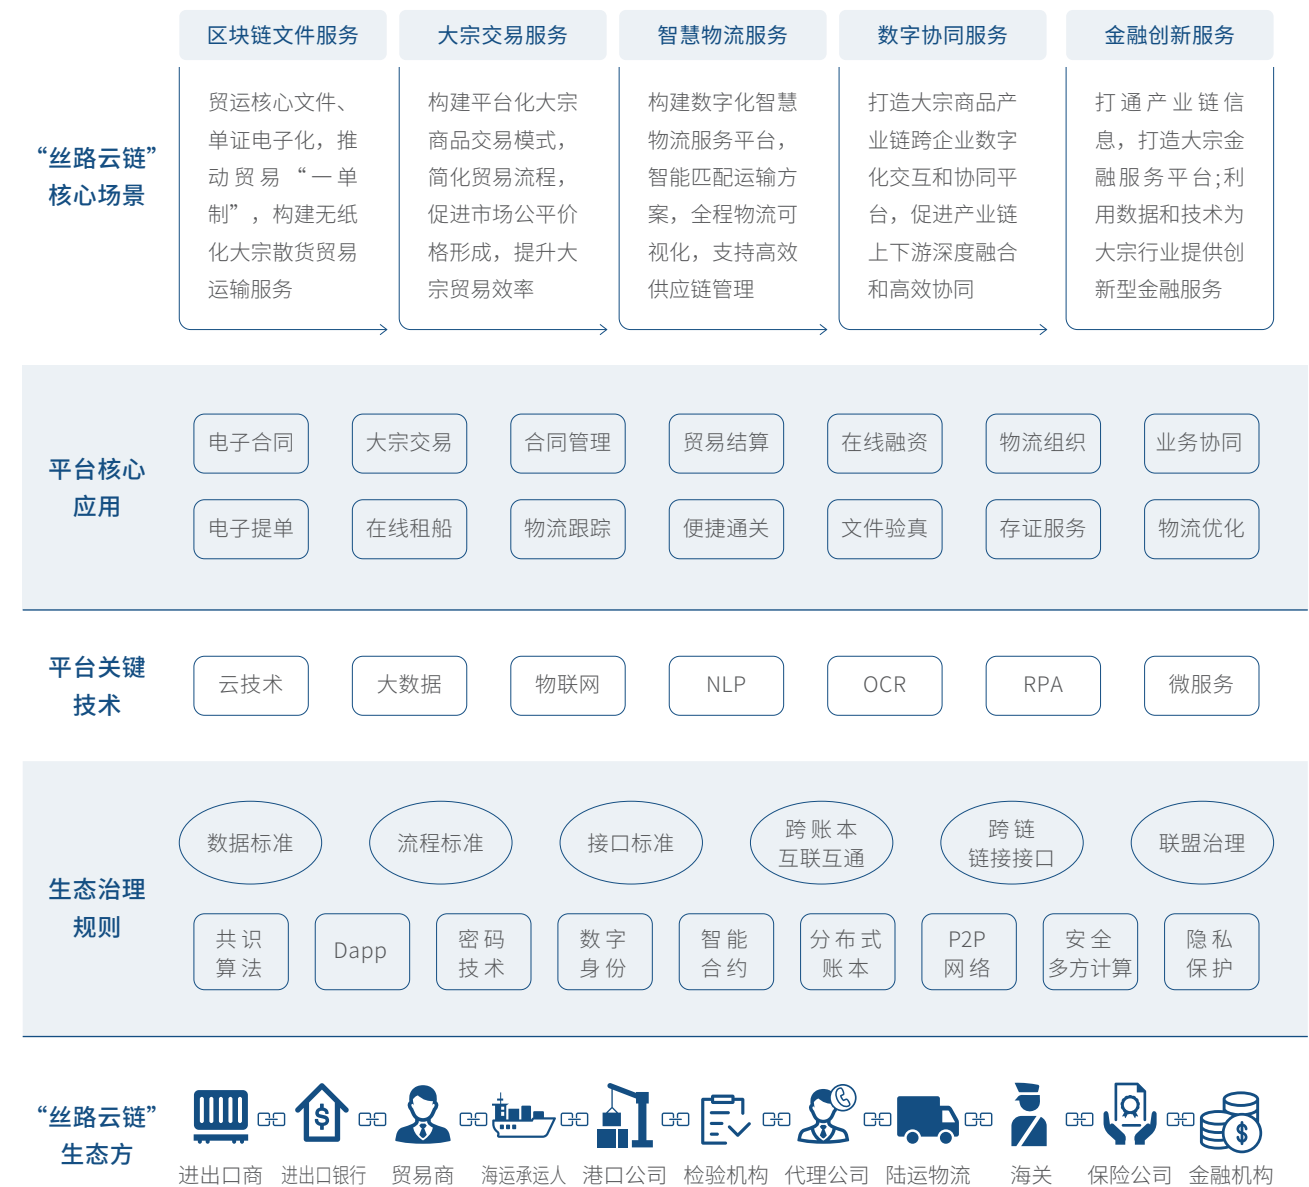 区块链文件服务
大宗交易服务
智慧物流服务
数字协同服务
金融创新服务
“丝路云链”
核心场景
贸运核心文件、
单证电子化，推
动贸易“一单
制”，构建无纸
化大宗散货贸易
运输服务
构建平台化大宗
商品交易模式，
简化贸易流程，
促进市场公平价
格形成，提升大
宗贸易效率
构建数字化智慧
物流服务平台，
智能匹配运输方
案，全程物流可
视化，支持高效
供应链管理
打造大宗商品产
业链跨企业数字
化交互和协同平
台，促进产业链
上下游深度融合
和高效协同
打通产业链信
息，打造大宗金
融服务平台;利
用数据和技术为
大宗行业提供创
新型金融服务
平台核心
应用
电子合同
大宗交易
合同管理
贸易结算
在线融资
物流组织
业务协同
电子提单
在线租船
物流跟踪
便捷通关
文件验真
存证服务
物流优化
平台关键
技术
云技术
大数据
物联网
NLP
OCR
RPA
微服务
生态治理
规则
数据标准
流程标准
接口标准
跨账本
互联互通
跨链
链接接口
联盟治理
共识
算法
Dapp
密码
技术
数字
身份
智能
合约
分布式
账本
P2P
网络
安全
多方计算
隐私
保护
“丝路云链”
生态方
进出口商
进出口银行
贸易商
海运承运人
港口公司
检验机构
代理公司
陆运物流
海关
保险公司
金融机构